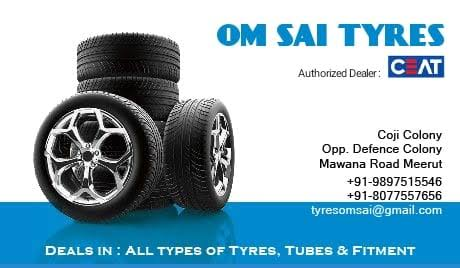 OM SAI TYRES
Authorized Dealer: CEAT
Coji Colony
Opp. Defence Colony
Mawana Road Meerut
+91-9897515546
+91-8077557656
tyresomsai@gmail.com
DEALS IN : ALL TYPES OF TYRES, TUBES & FITMENT